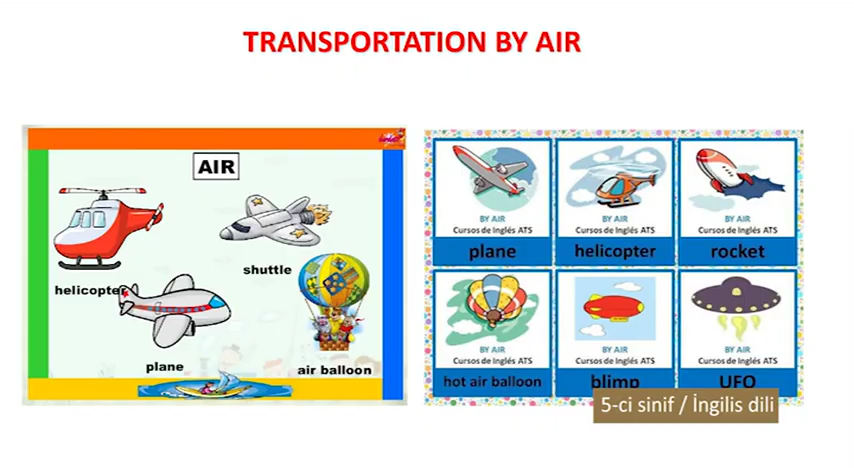 TRANSPORTATION BY AIR
AIR
helicopter
shuttle
plane
air balloon
BY AIR
Cursos de Inglés ATS
plane
BY AIR
Cursos de Inglés ATS
helicopter
BY AIR
Cursos de Inglés ATS
rocket
BY AIR
Cursos de Inglés ATS
hot air balloon
BY AIR
Cursos de Inglés ATS
blimp
BY AIR
Cursos de Inglés ATS
UFO
5-ci sinif / İngilis dili